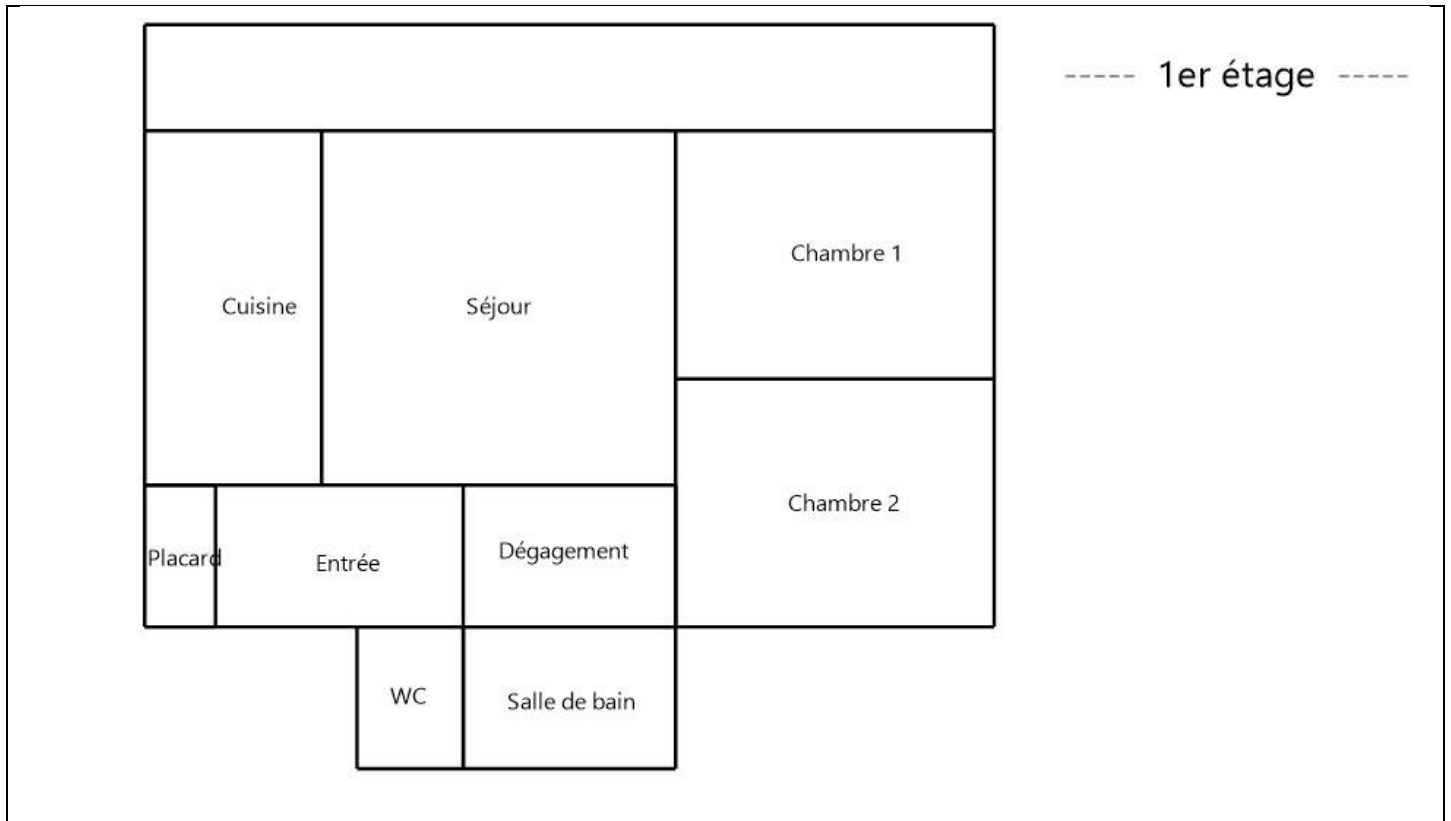 1er étage
Chambre 1
Cuisine
Séjour
Chambre 2
Placard
Entrée
Dégagement
WC
Salle de bain